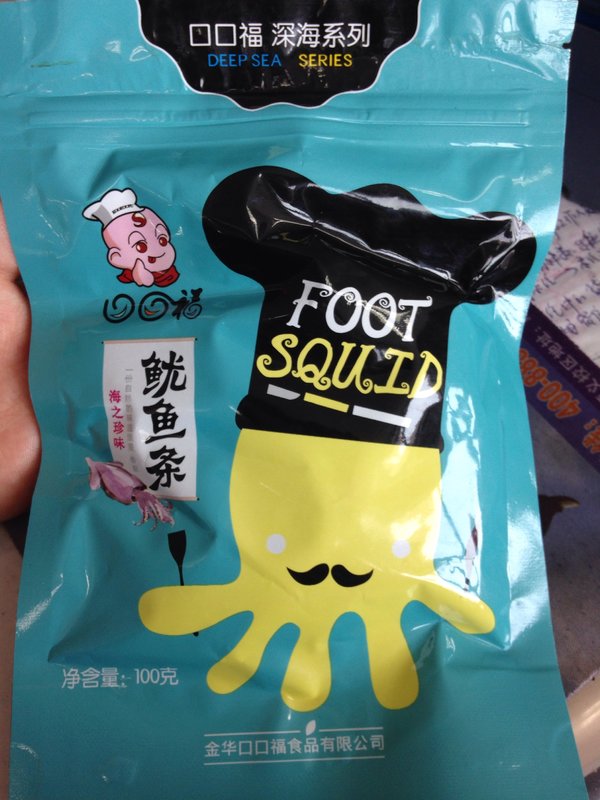 口口福 深海系列
DEEP SEA SERIES
口口福
FOOT
SQUID
鱿鱼条
海之珍味
净含量: 100克
金华口口福食品有限公司
400-88